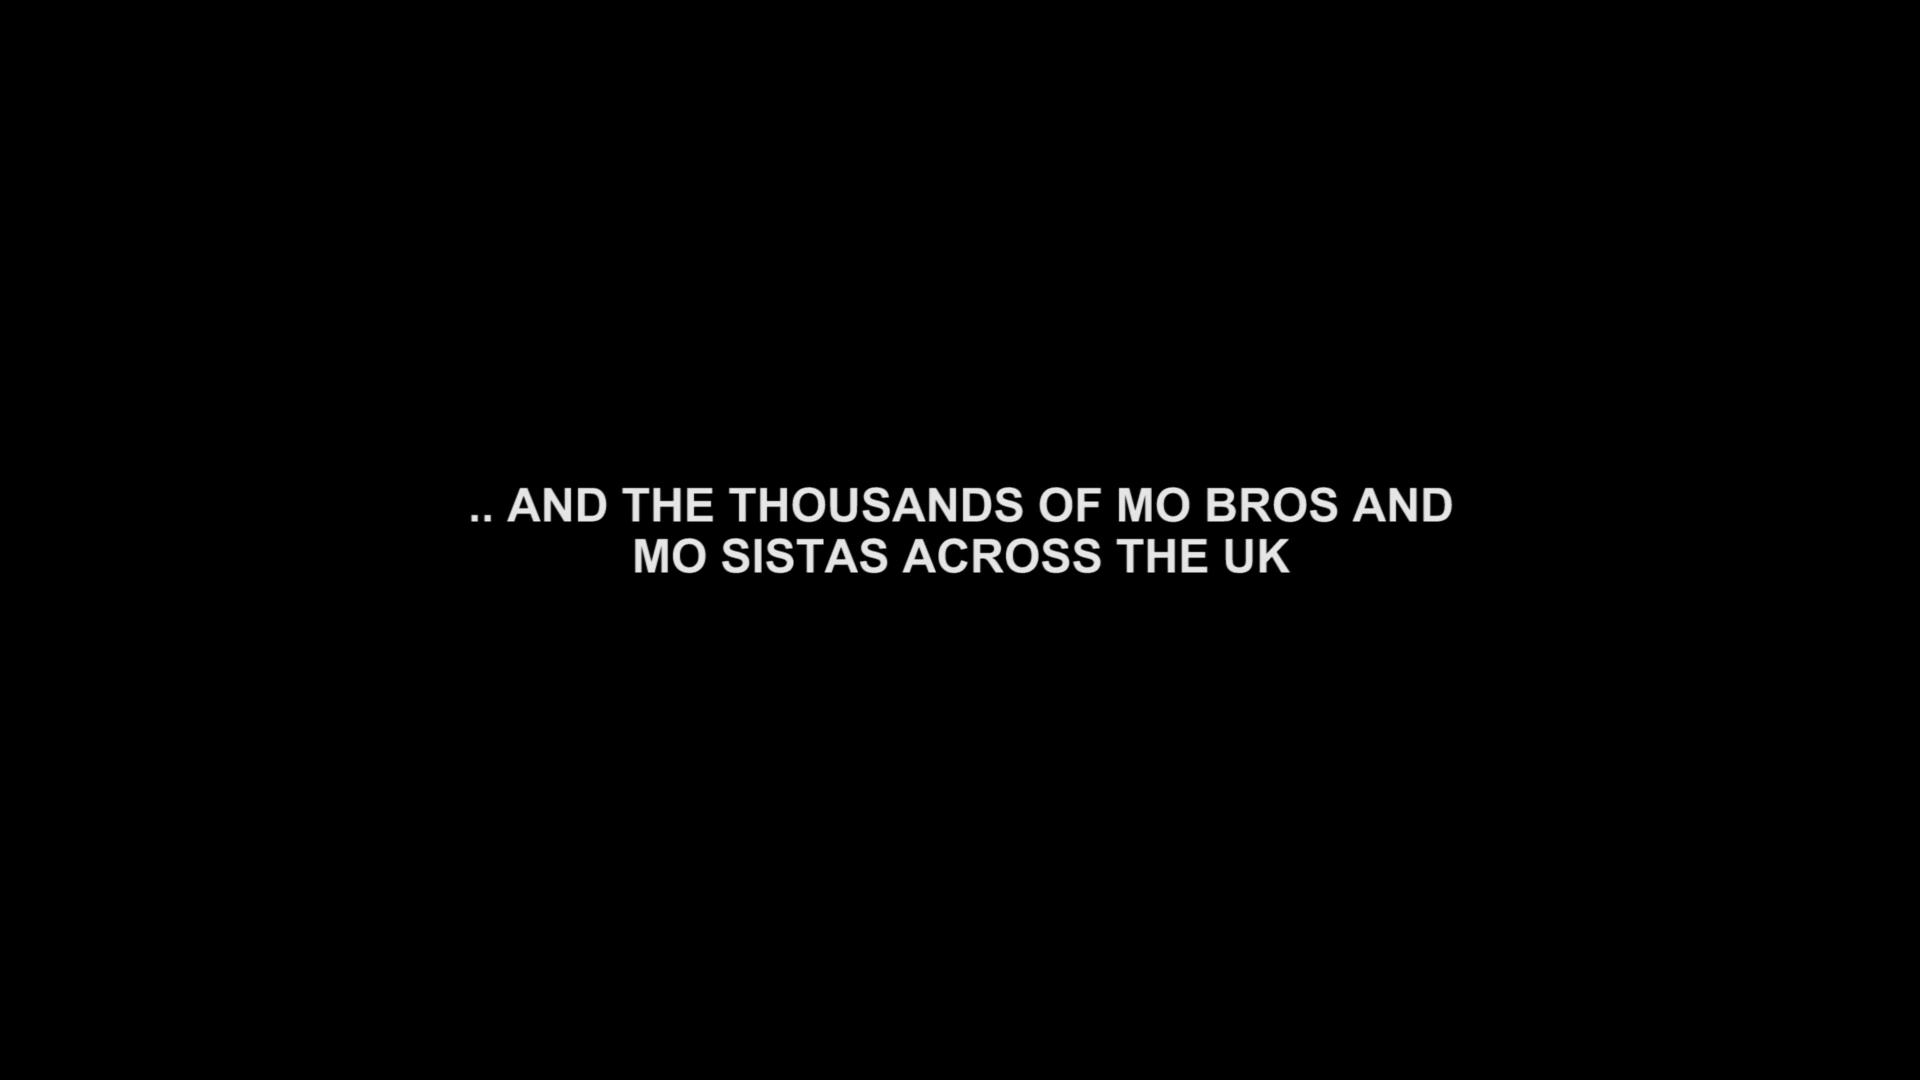 .. AND THE THOUSANDS OF MO BROS AND
MO SISTAS ACROSS THE UK